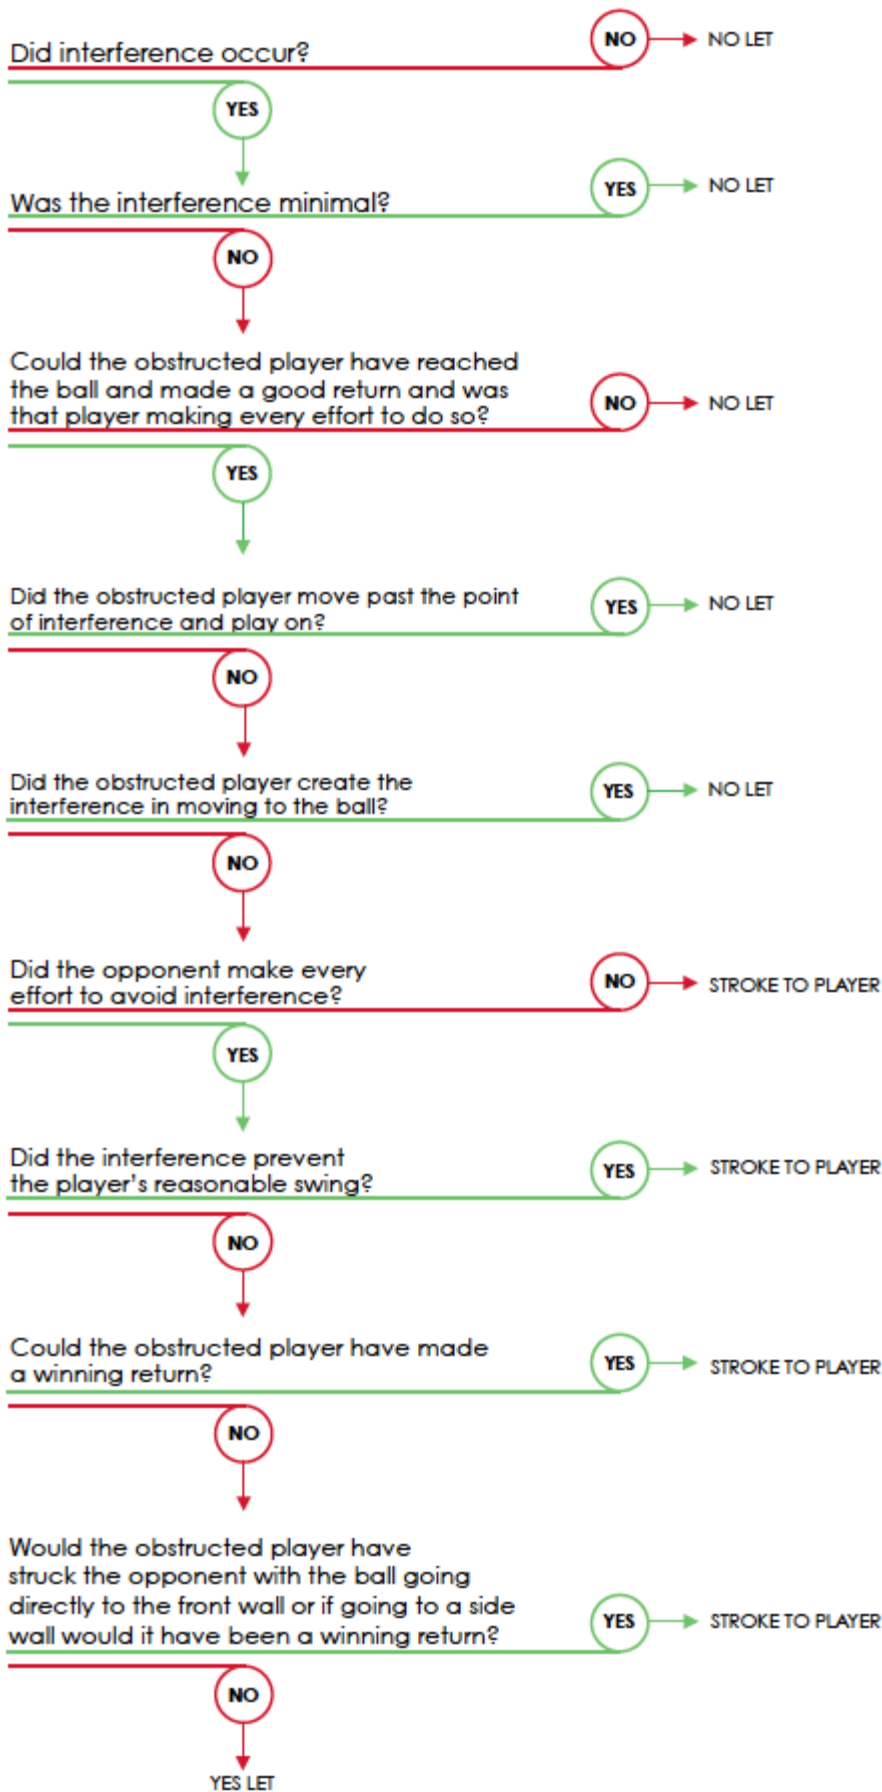 Did interference occur?
NO
NO LET
YES
Was the interference minimal?
YES
NO LET
NO
Could the obstructed player have reached
the ball and made a good return and was
that player making every effort to do so?
NO
NO LET
YES
Did the obstructed player move past the point
of interference and play on?
YES
NO LET
NO
Did the obstructed player create the
interference in moving to the ball?
YES
NO LET
NO
Did the opponent make every
effort to avoid interference?
NO
STROKE TO PLAYER
YES
Did the interference prevent
the player's reasonable swing?
YES
STROKE TO PLAYER
NO
Could the obstructed player have made
a winning return?
YES
STROKE TO PLAYER
NO
Would the obstructed player have
struck the opponent with the ball going
directly to the front wall or if going to a side
wall would it have been a winning return?
YES
STROKE TO PLAYER
NO
YES LET